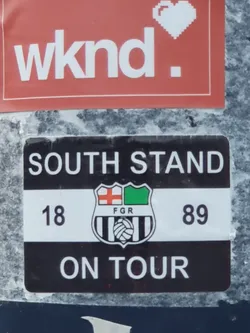 wknd.
SOUTH STAND
18 89
FGR
ON TOUR